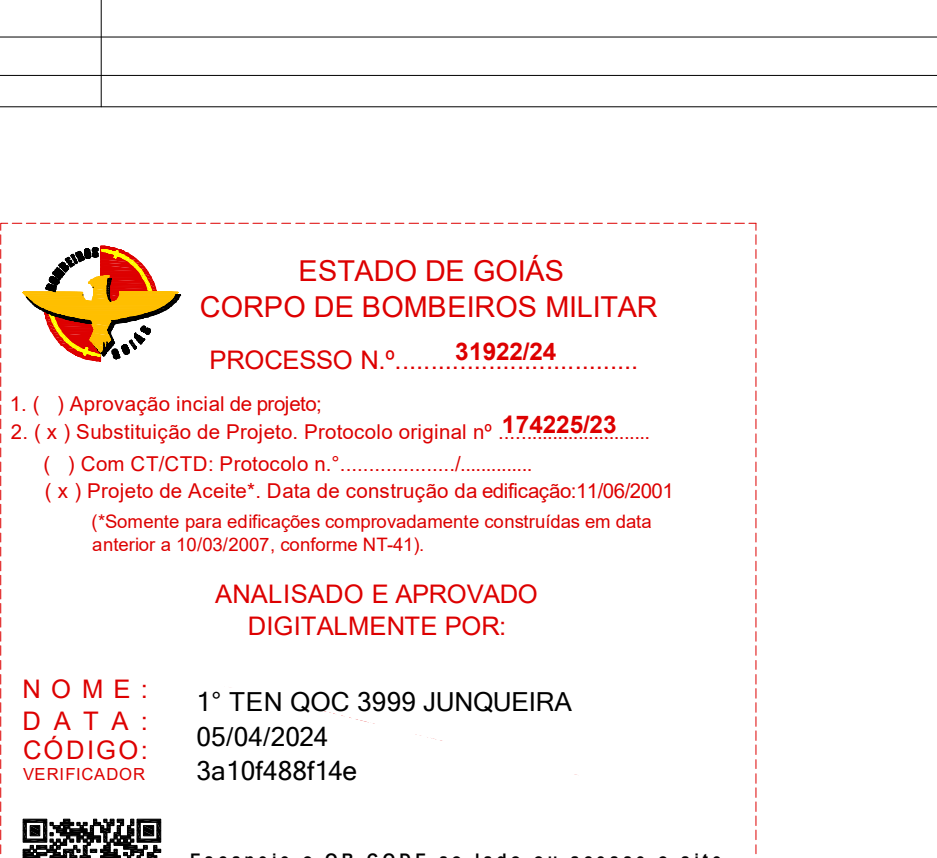 BOMBEIROS
GOIÁS
ESTADO DE GOIÁS
CORPO DE BOMBEIROS MILITAR
PROCESSO N.º.....31922/24...........
1. (   ) Aprovação incial de projeto;
2. ( x ) Substituição de Projeto. Protocolo original nº 174225/23.....
(   ) Com CT/CTD: Protocolo n.°..................../..............
( x ) Projeto de Aceite*. Data de construção da edificação:11/06/2001
(*Somente para edificações comprovadamente construídas em data
anterior a 10/03/2007, conforme NT-41).
ANALISADO E APROVADO
DIGITALMENTE POR:
NOME: 1° TEN QOC 3999 JUNQUEIRA
DATA: 05/04/2024
CÓDIGO: 3a10f488f14e
VERIFICADOR